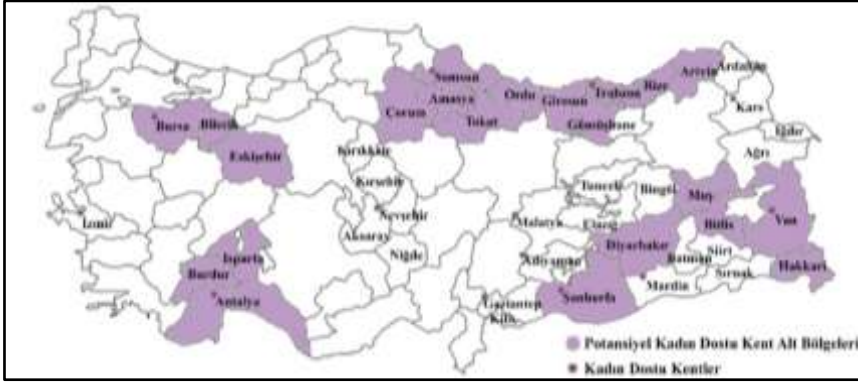 Samsun
Artvin
Ardahan
Amasya
Ordu
Giresun
Trabzon
Rize
Bursa
Bilecik
Çorum
Tokat
Gümüşhane
Kars
Iğdır
Eskişehir
Kırıkkale
Ağrı
Kırşehir
Tunceli
Bingöl
Muş
İzmir
Nevşehir
Malatya
Elazığ
Bitlis
Van
Aksaray
Isparta
Niğde
Adıyaman
Diyarbakır
Siirt
Batman
Burdur
Şırnak
Hakkari
Antalya
Mardin
Gaziantep
Şanlıurfa
Kilis
Potansiyel Kadın Dostu Kent Alt Bölgeleri
Kadın Dostu Kentler